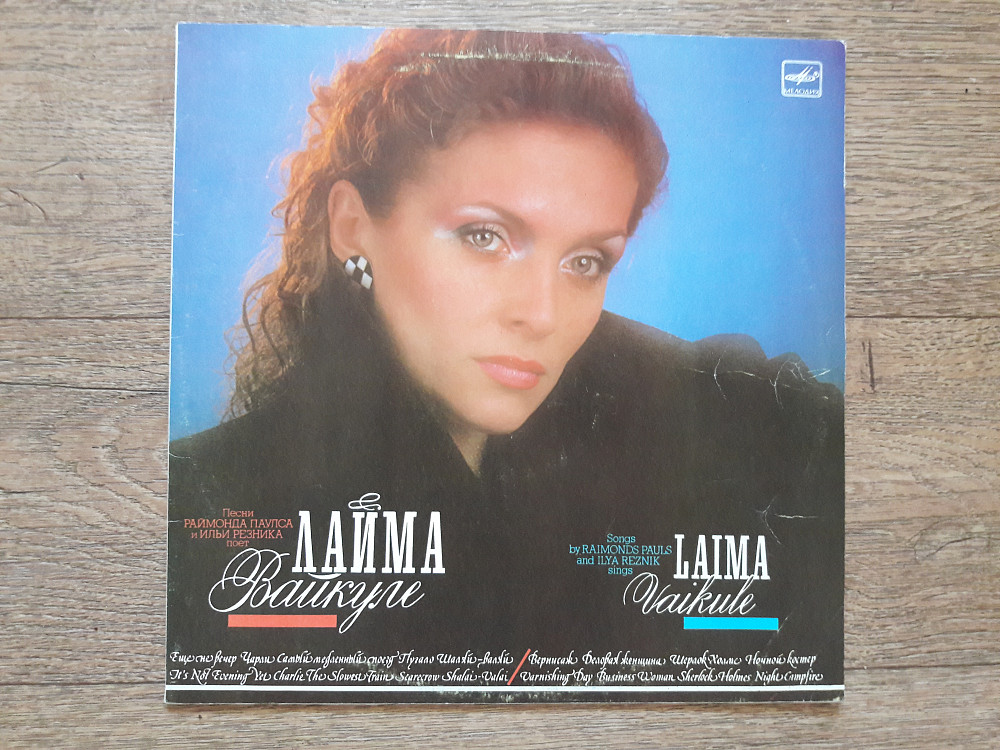 МЕЛОДИЯ
Песни
РАЙМОНДА ПАУЛСА
и ИЛЬИ РЕЗНИКА
поет
ЛАЙМА
Вайкуле
Songs
by RAIMONDS PAULS
and ILYA REZNIK
sings
LAIMA
Vaikule
Еще не вечер Чарли Самый медленный поезд Пугало Шаляй-валяй / Вернисаж Деловая женщина Шерлок Холмс Ночной костер
It's Not Evening Yet Charlie The Slowest Train Scarecrow Shalai-Valai / Varnishing Day Business Woman Sherlock Holmes Night Campfire